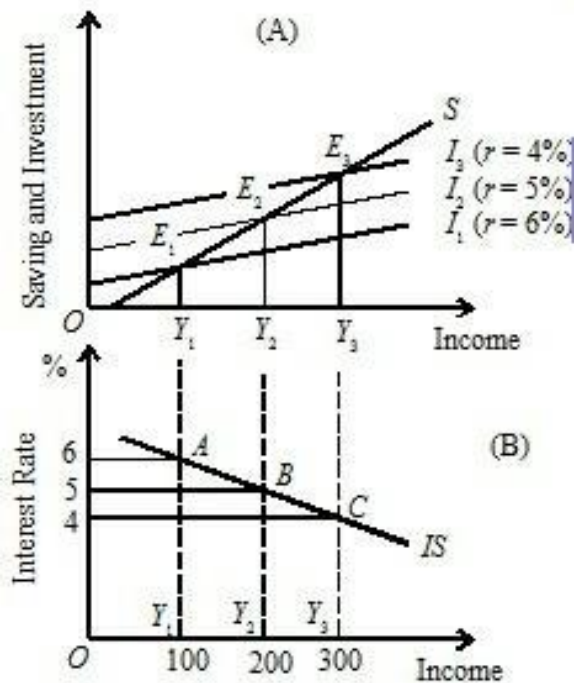 (A)
Saving and Investment
S
E₃
I₃ (r = 4%)
E₂
I₂ (r = 5%)
E₁
I₁ (r = 6%)
O
Y₁ Y₂ Y₃
Income
%
(B)
Interest Rate
6
A
5
B
4
C
IS
Y₁ Y₂ Y₃
O
100 200 300
Income